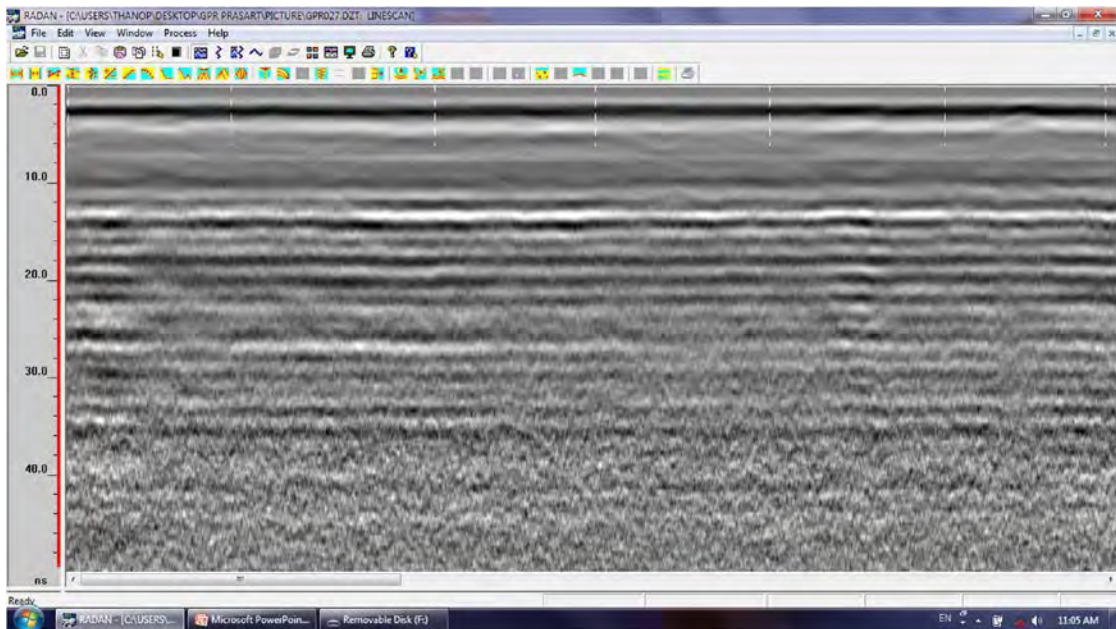 RADAN - [C:\USERS\THANOP\DESKTOP\GPR PRASART\PICTURE\GPR027.DZT: LINESCAN]
File Edit View Window Process Help
0.0
10.0
20.0
30.0
40.0
ns
Ready
RADAN - [C:\USERS\... Microsoft PowerPoin... Removable Disk (F:) EN 11:05 AM